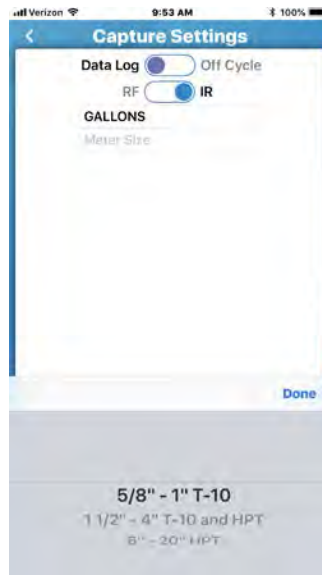 Verizon 9:53 AM 100%
Capture Settings
Data Log Off Cycle
RF IR
GALLONS
Meter Size
Done
5/8" - 1" T-10
1 1/2" - 4" T-10 and HPT
6" - 20" HPT